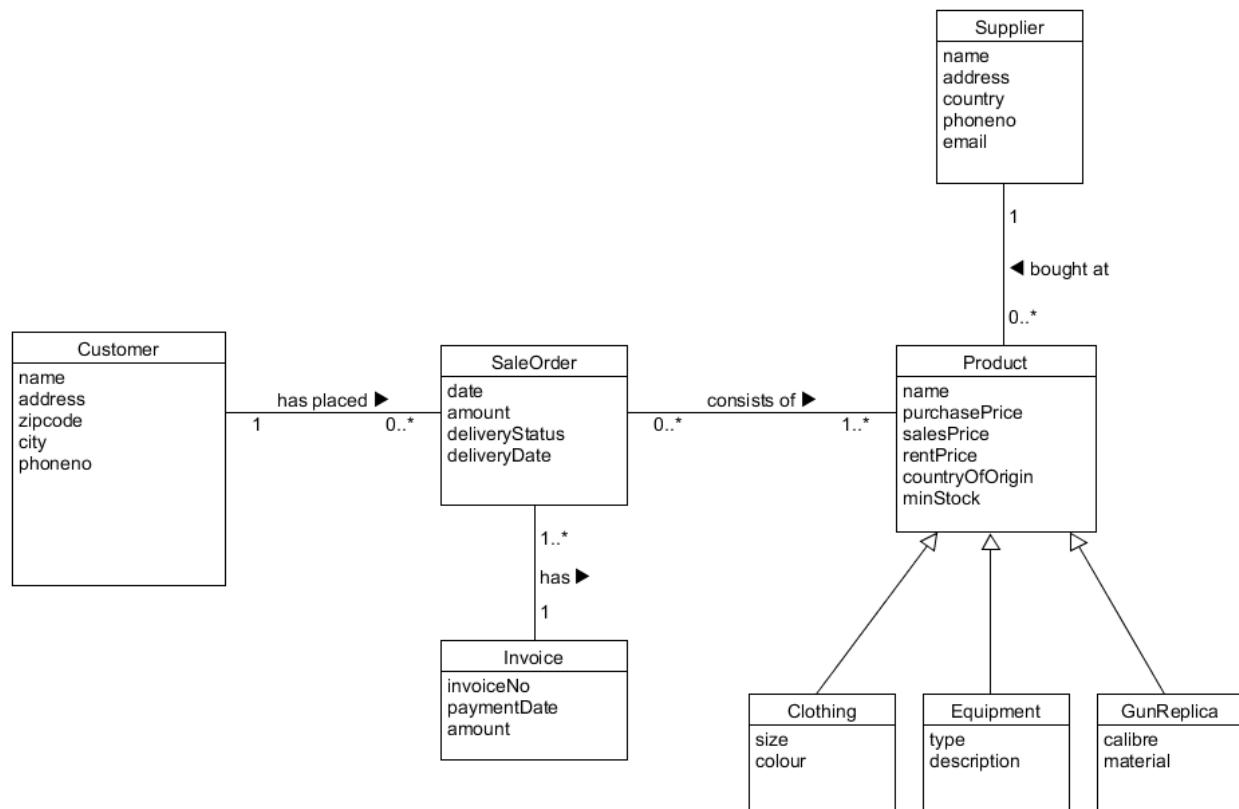 Supplier
name
address
country
phoneno
email
1
◄ bought at
0..*
Customer
name
address
zipcode
city
phoneno
has placed ►
1
0..*
SaleOrder
date
amount
deliveryStatus
deliveryDate
consists of ►
0..*
1..*
Product
name
purchasePrice
salesPrice
rentPrice
countryOfOrigin
minStock
1..*
has ►
1
Invoice
invoiceNo
paymentDate
amount
Clothing
size
colour
Equipment
type
description
GunReplica
calibre
material